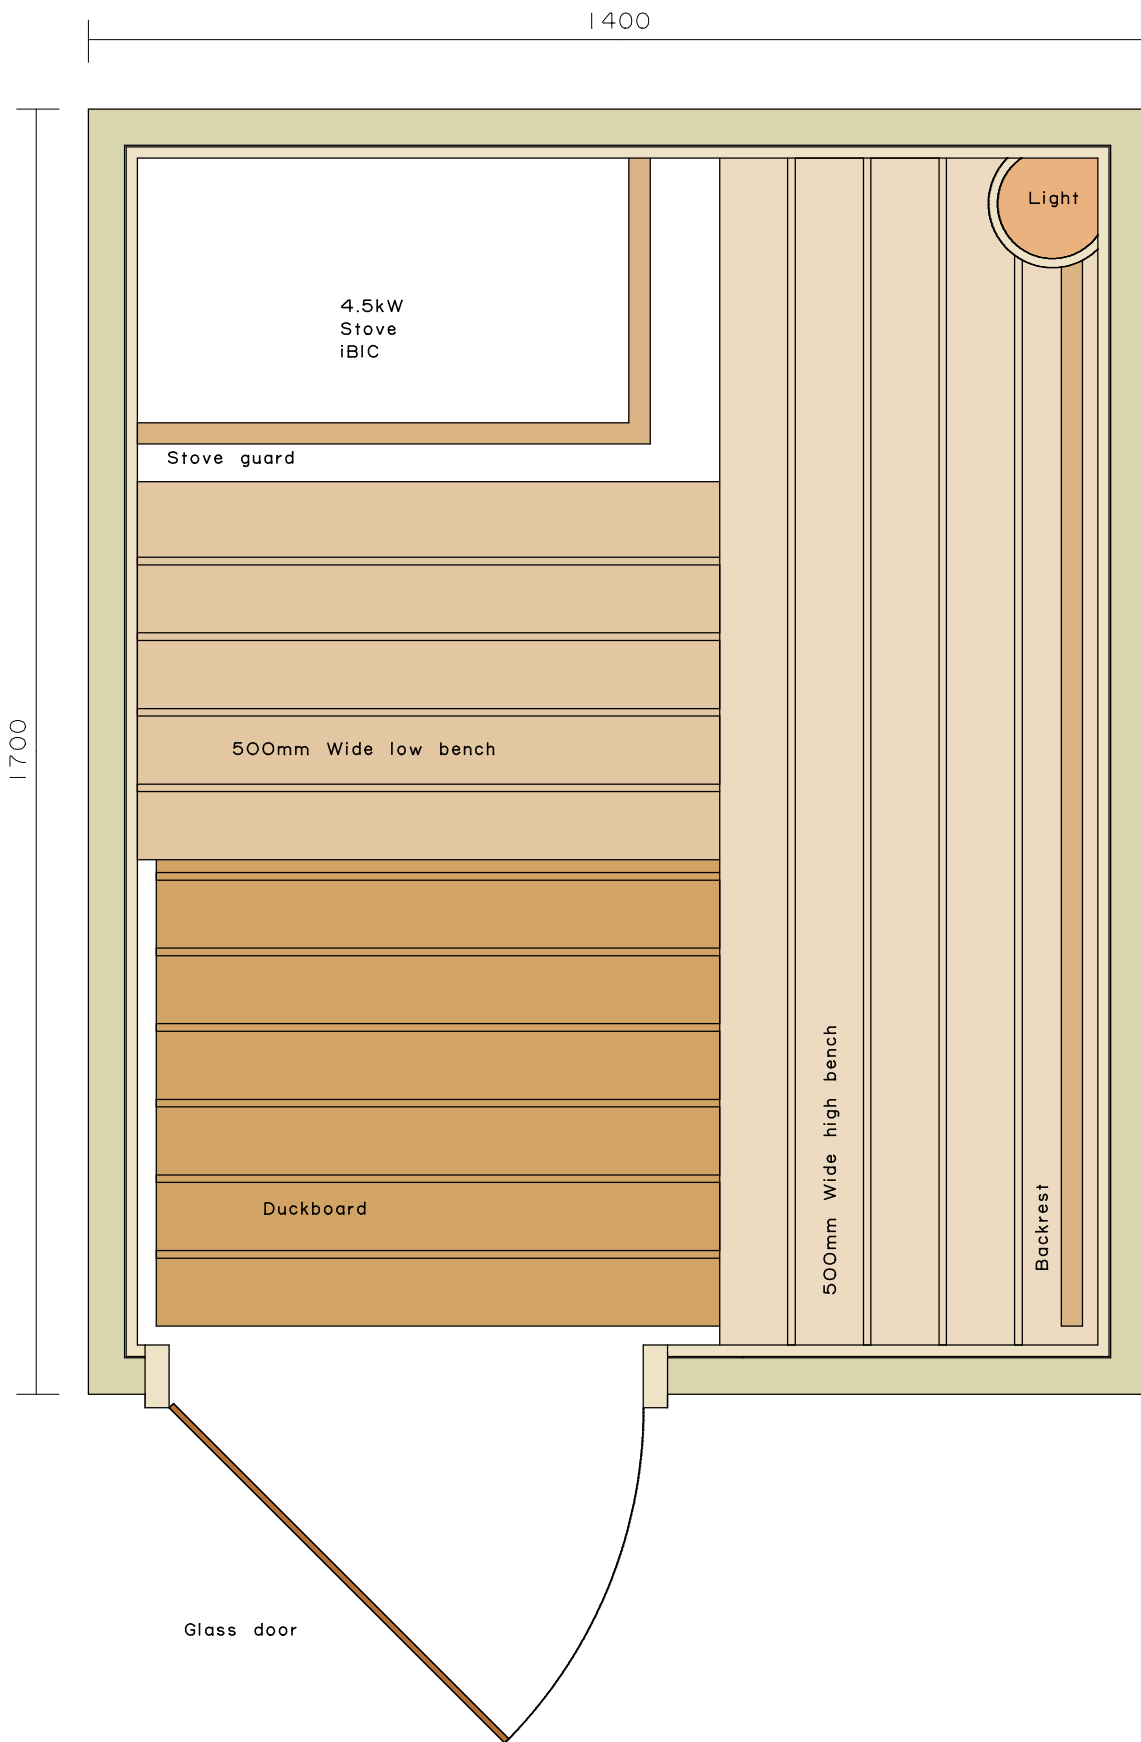 1400
Light
4.5kW
Stove
iBIC
Stove guard
1700
500mm Wide low bench
500mm Wide high bench
Backrest
Duckboard
Glass door